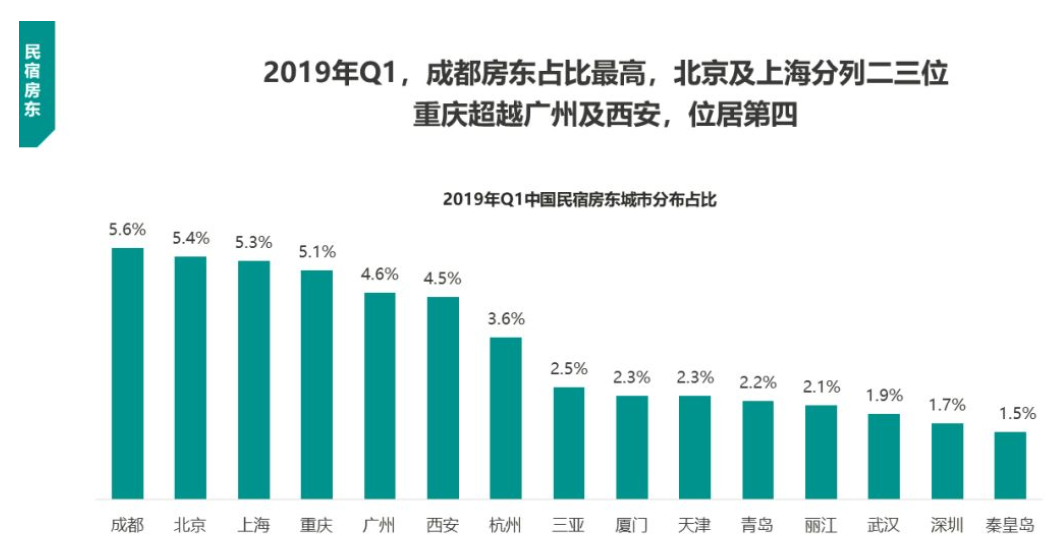 民宿房东
2019年Q1，成都房东占比最高，北京及上海分列二三位
重庆超越广州及西安，位居第四
2019年Q1中国民宿房东城市分布占比
5.6% 5.4% 5.3% 5.1% 4.6% 4.5% 3.6% 2.5% 2.3% 2.3% 2.2% 2.1% 1.9% 1.7% 1.5%
成都 北京 上海 重庆 广州 西安 杭州 三亚 厦门 天津 青岛 丽江 武汉 深圳 秦皇岛